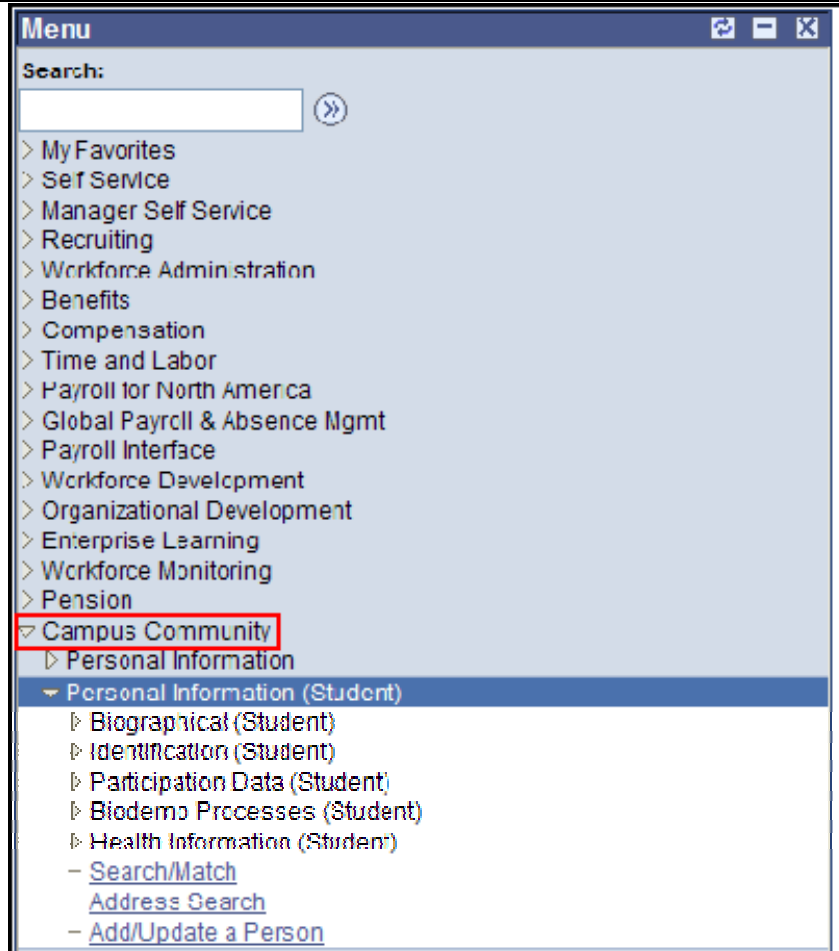 Menu
Search:
My Favorites
Self Service
Manager Self Service
Recruiting
Workforce Administration
Benefits
Compensation
Time and Labor
Payroll for North America
Global Payroll & Absence Mgmt
Payroll Interface
Workforce Development
Organizational Development
Enterprise Learning
Workforce Monitoring
Pension
Campus Community
Personal Information
Personal Information (Student)
Biographical (Student)
Identification (Student)
Participation Data (Student)
Biodemo Processes (Student)
Health Information (Student)
– Search/Match
Address Search
– Add/Update a Person